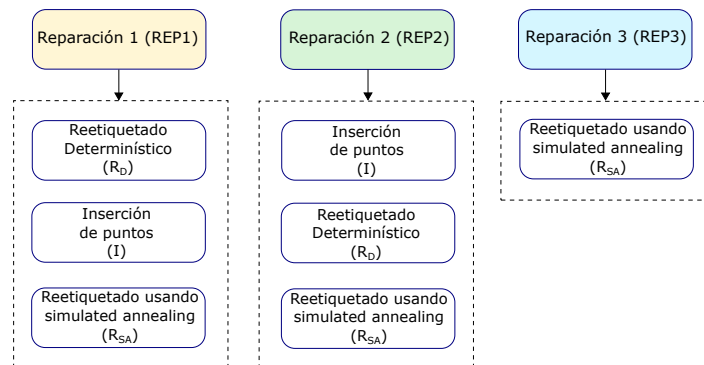 Reparación 1 (REP1)
Reetiquetado
Determinístico
(R_D)
Inserción
de puntos
(I)
Reetiquetado usando
simulated annealing
(R_SA)
Reparación 2 (REP2)
Inserción
de puntos
(I)
Reetiquetado
Determinístico
(R_D)
Reetiquetado usando
simulated annealing
(R_SA)
Reparación 3 (REP3)
Reetiquetado usando
simulated annealing
(R_SA)